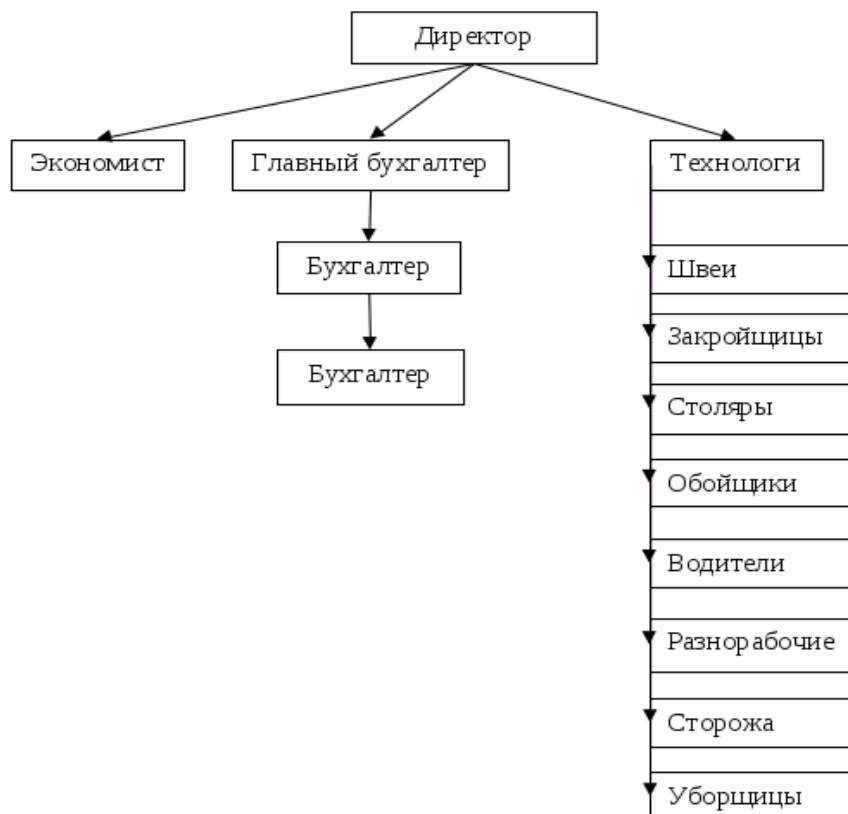 Директор
Экономист
Главный бухгалтер
Технологи
Бухгалтер
Бухгалтер
Швеи
Закройщицы
Столяры
Обойщики
Водители
Разнорабочие
Сторожа
Уборщицы